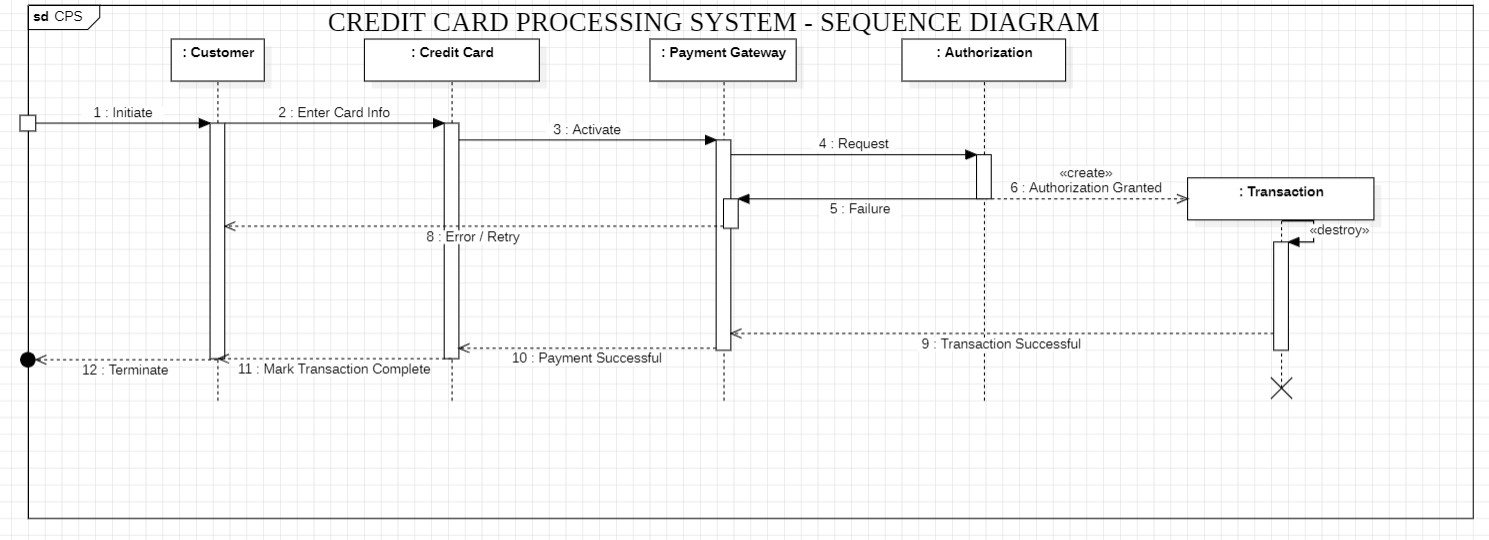 sd CPS
CREDIT CARD PROCESSING SYSTEM - SEQUENCE DIAGRAM
: Customer
: Credit Card
: Payment Gateway
: Authorization
1 : Initiate
2 : Enter Card Info
3 : Activate
4 : Request
«create»
6 : Authorization Granted
: Transaction
5 : Failure
«destroy»
8 : Error / Retry
9 : Transaction Successful
10 : Payment Successful
11 : Mark Transaction Complete
12 : Terminate